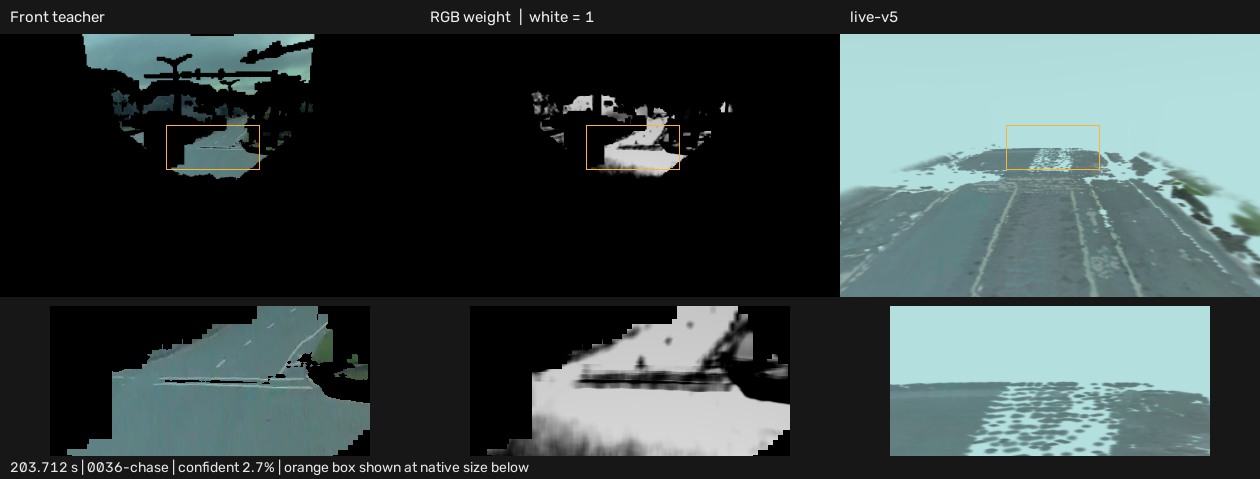 Front teacher
RGB weight | white = 1
live-v5
203.712 s | 0036-chase | confident 2.7% | orange box shown at native size below